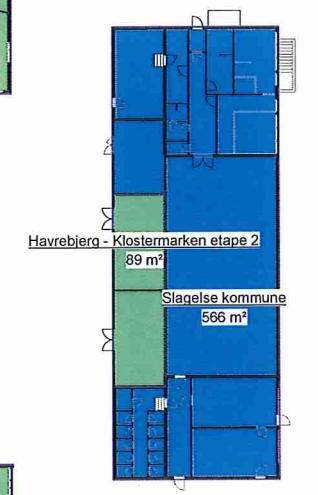 Havrebjerg - Klostermarken etape 2
89 m²
Slagelse kommune
566 m²